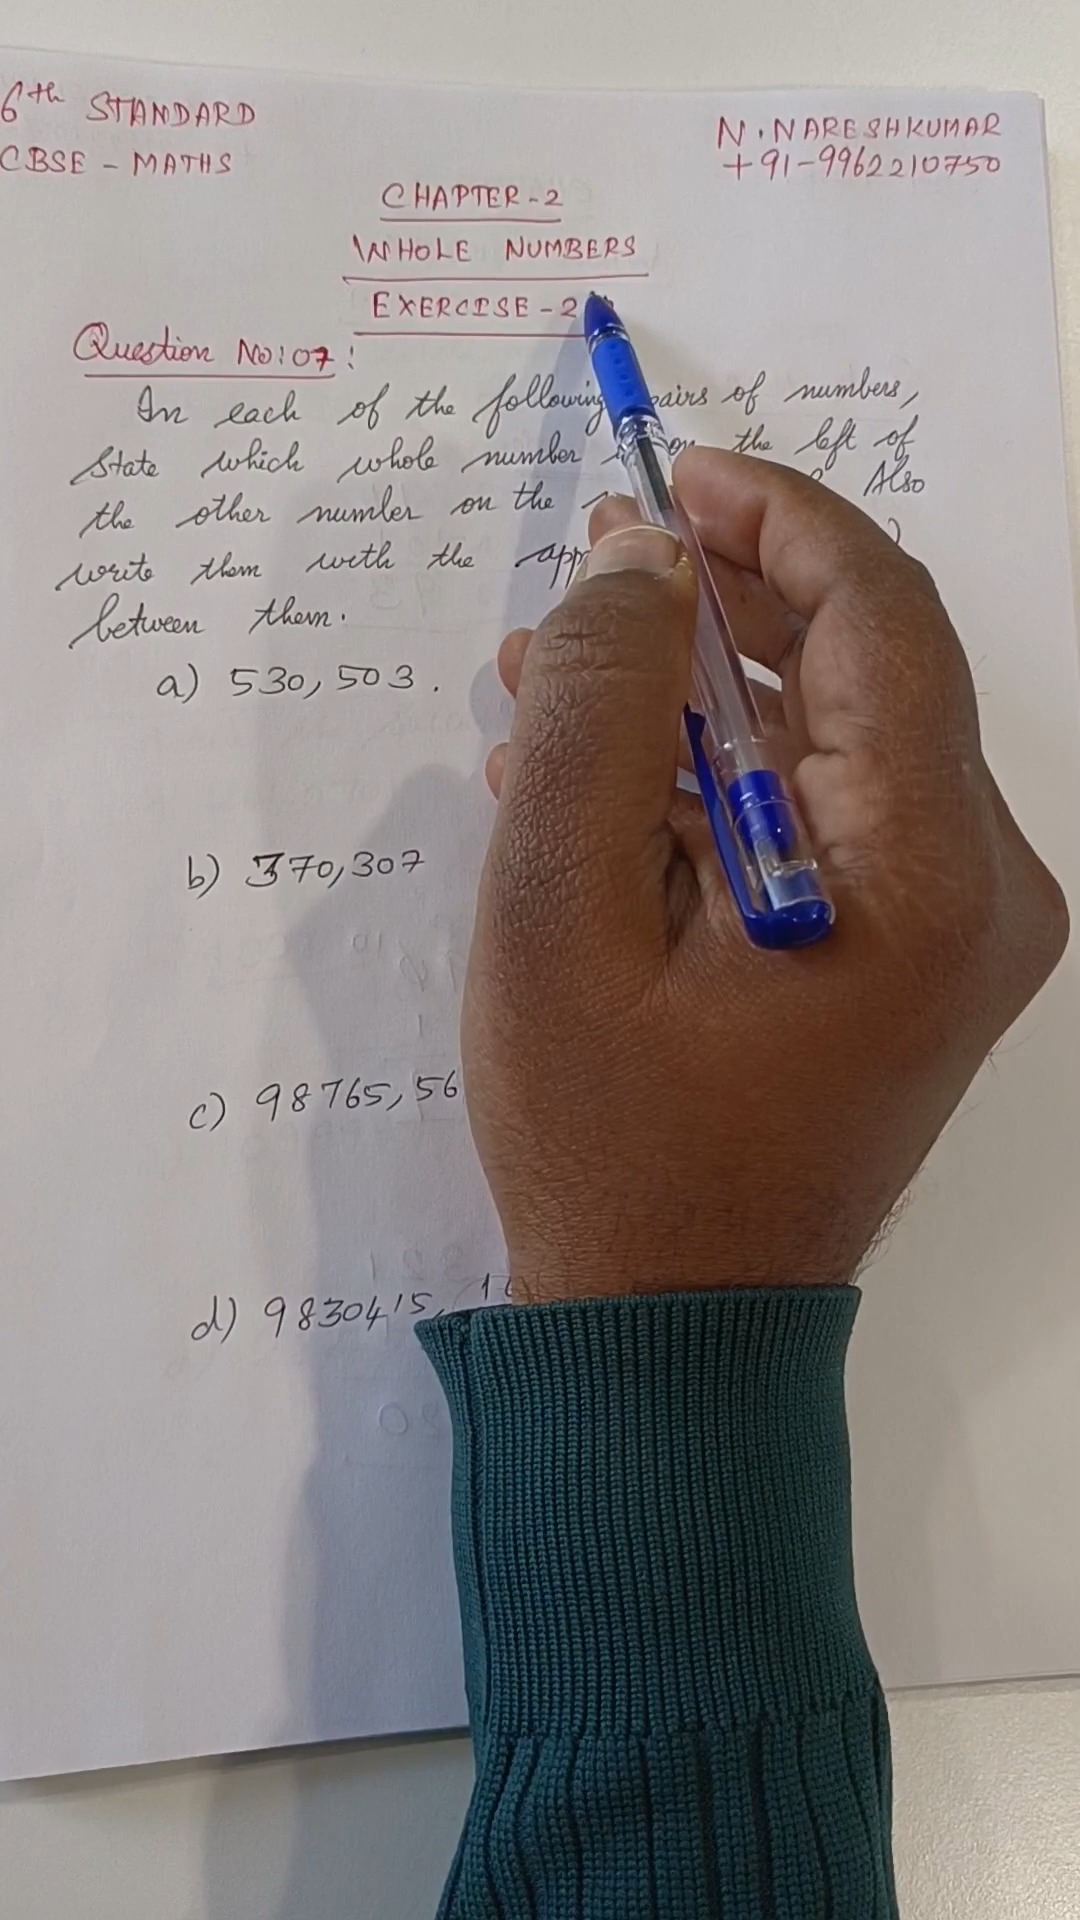 6th STANDARD
CBSE - MATHS
N. NARESHKUMAR
+91-9962210750
CHAPTER-2
WHOLE NUMBERS
EXERCISE-2
Question No:07:
In each of the following pairs of numbers,
State which whole number on the left of
the other number on the Also
write them with the
between them.
a) 530, 503.
b) 370, 307
c) 98765, 56
d) 9830415,